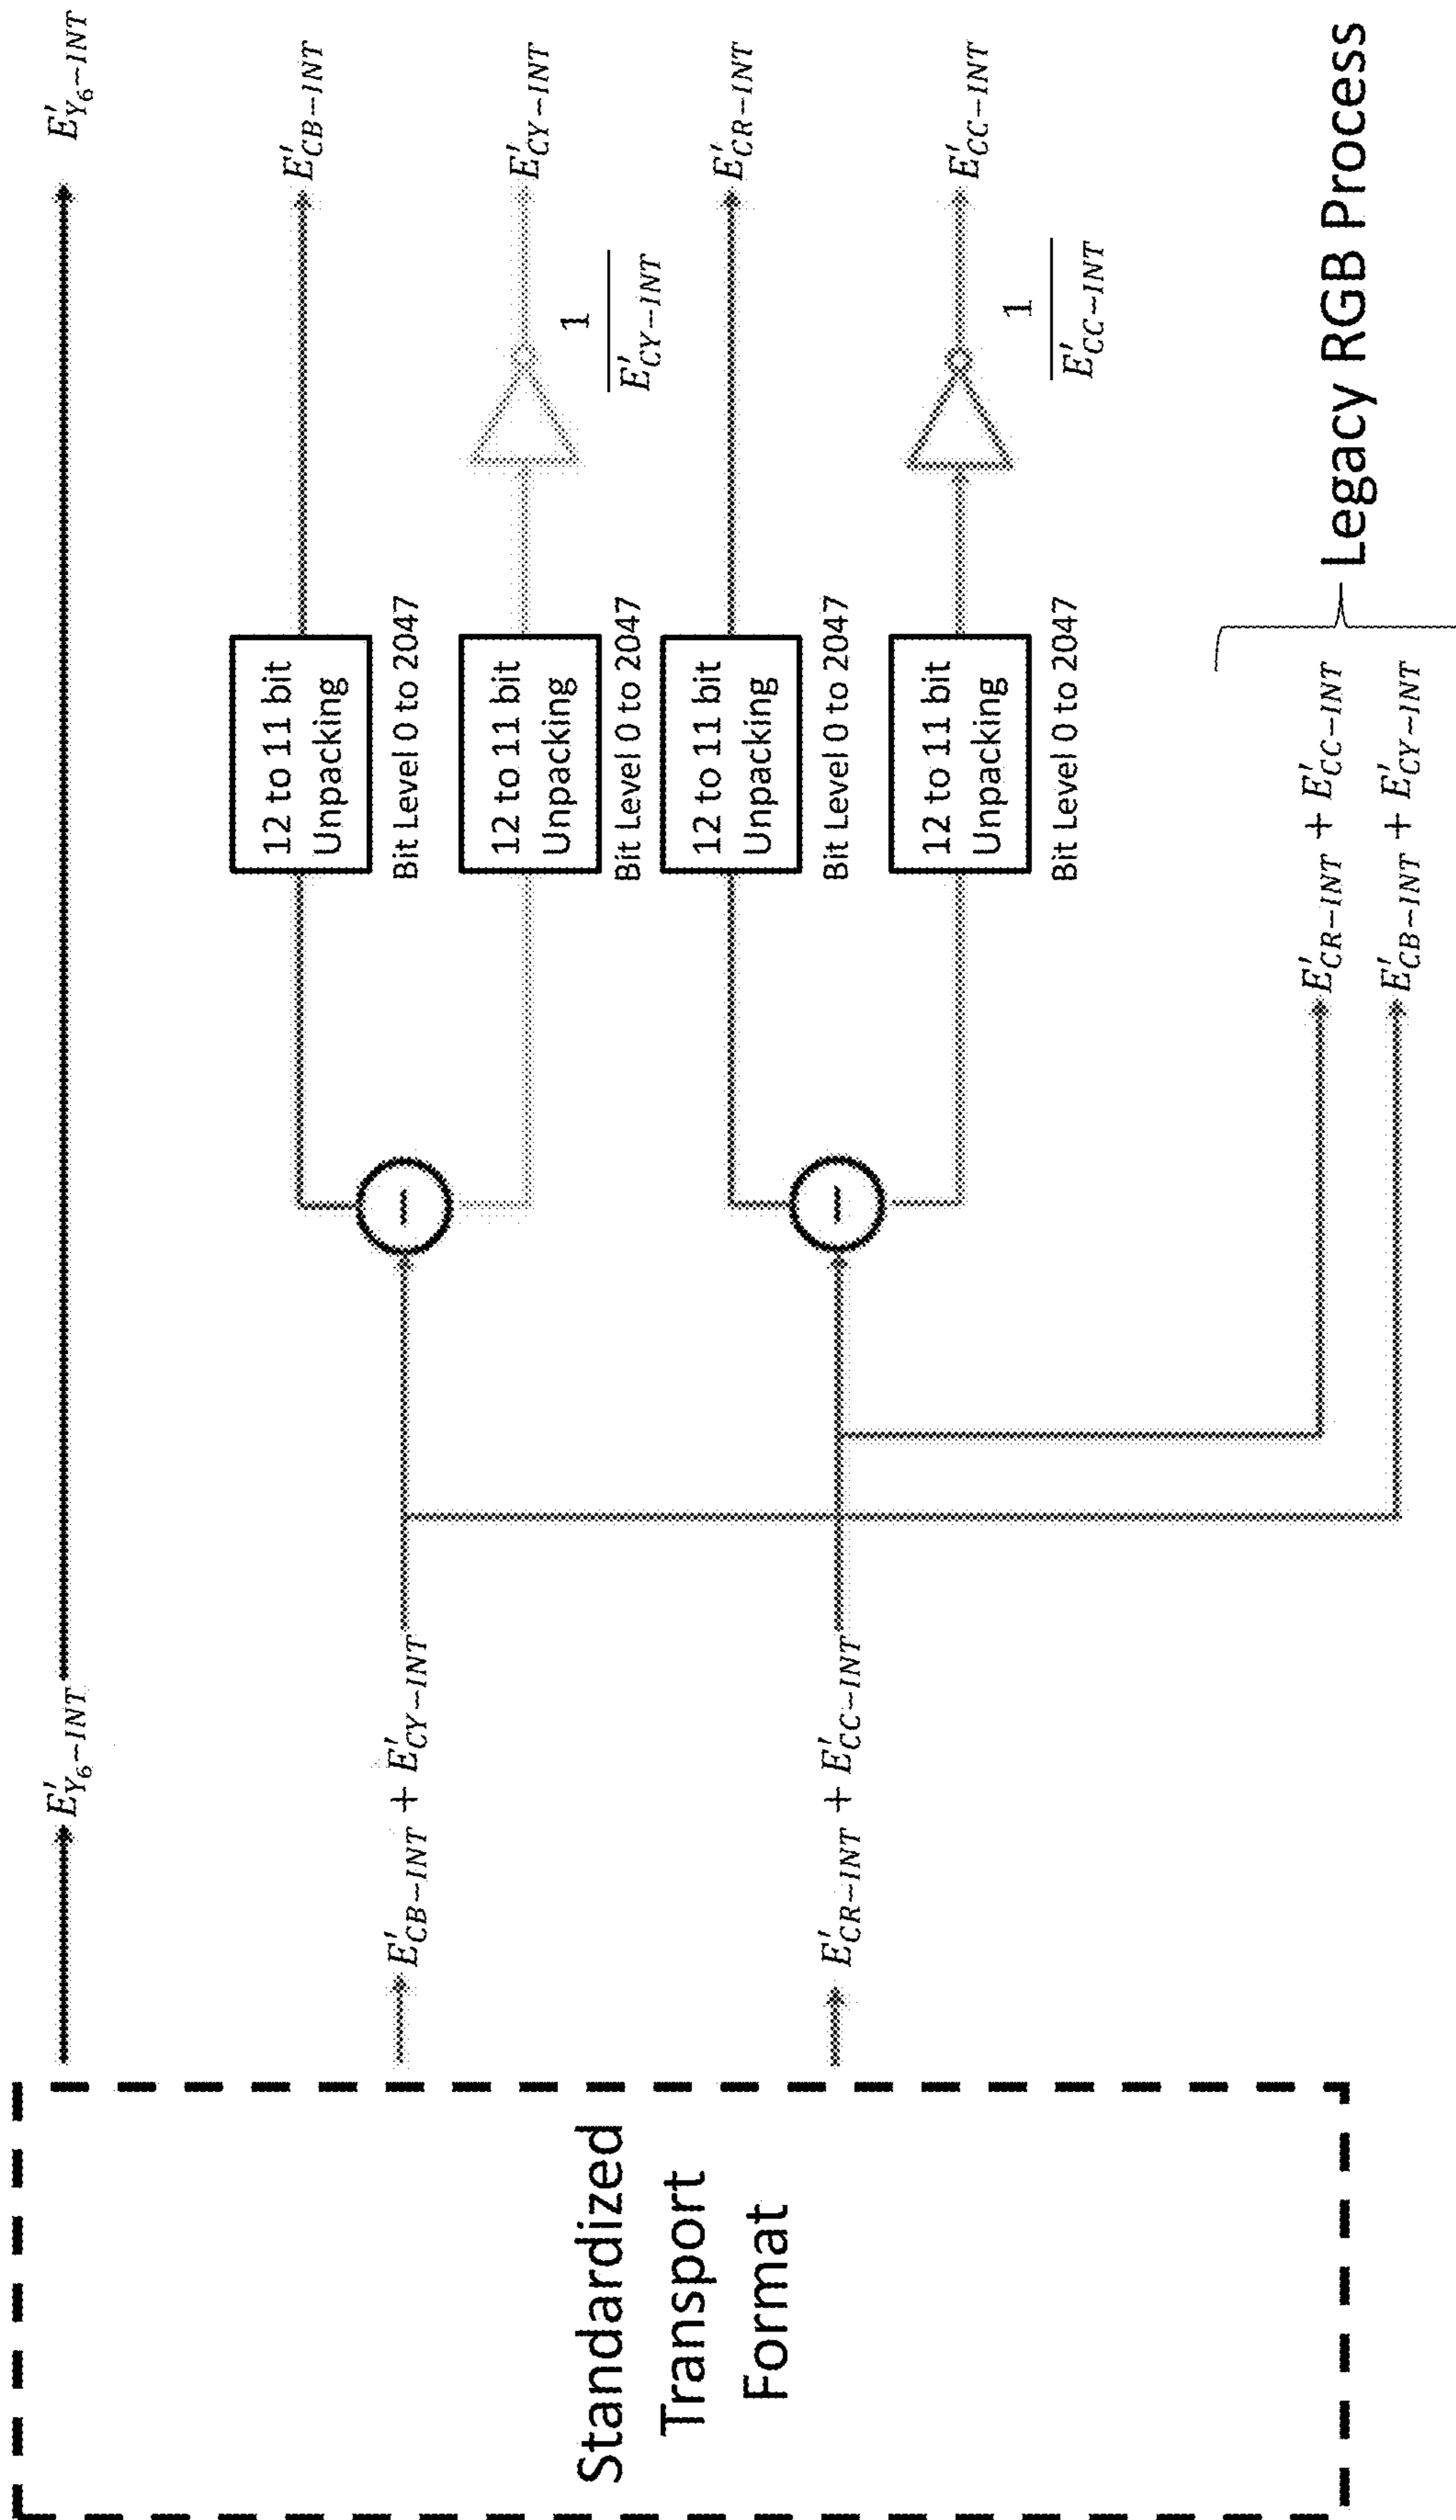 Standardized
Transport
Format
E'_{Y_6-INT}
E'_{CB-INT} + E'_{CY-INT}
E'_{CR-INT} + E'_{CC-INT}
12 to 11 bit
Unpacking
Bit Level 0 to 2047
12 to 11 bit
Unpacking
Bit Level 0 to 2047
12 to 11 bit
Unpacking
Bit Level 0 to 2047
12 to 11 bit
Unpacking
Bit Level 0 to 2047
E'_{Y_6-INT}
E'_{CB-INT}
E'_{CY-INT}
1
E'_{CY-INT}
E'_{CR-INT}
E'_{CC-INT}
1
E'_{CC-INT}
E'_{CR-INT} + E'_{CC-INT}
E'_{CB-INT} + E'_{CY-INT}
Legacy RGB Process